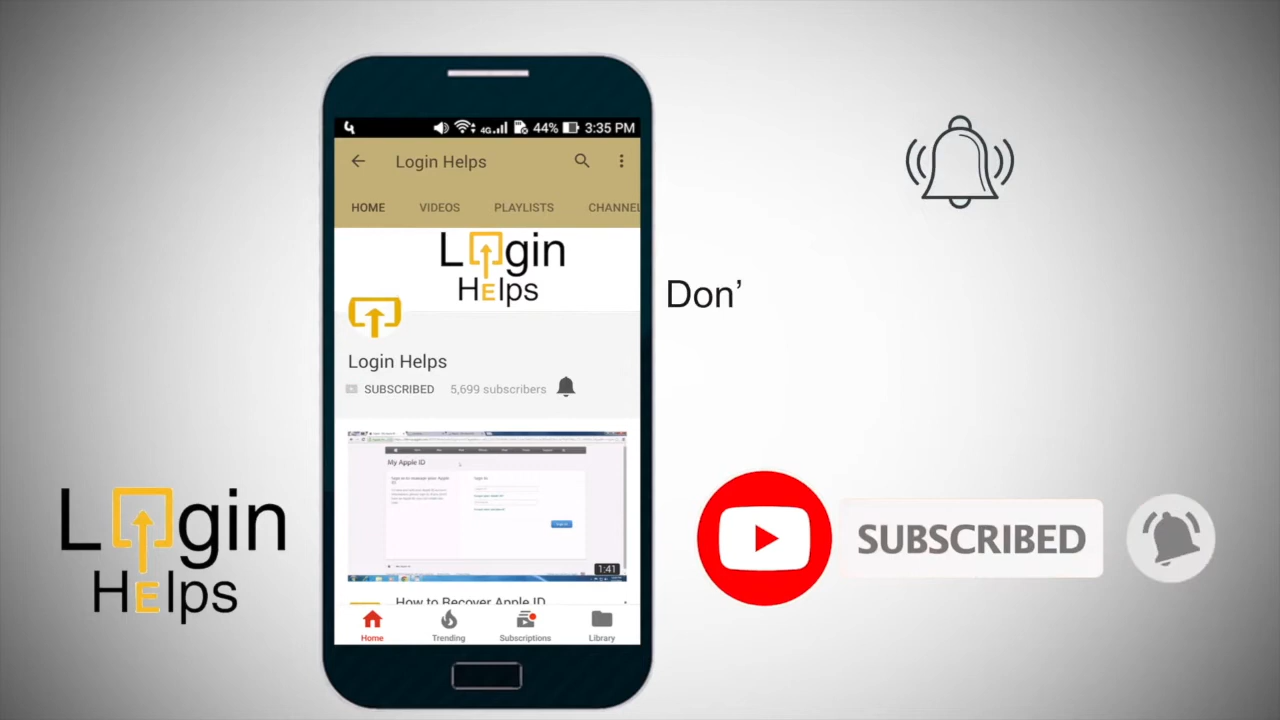 4G 44% 3:35 PM
Login Helps
HOME VIDEOS PLAYLISTS CHANNEL
Login
Helps
Login Helps
SUBSCRIBED 5,699 subscribers
My Apple ID
1:41
How to Recover Apple ID
Home Trending Subscriptions Library
Don’
Login
Helps
SUBSCRIBED